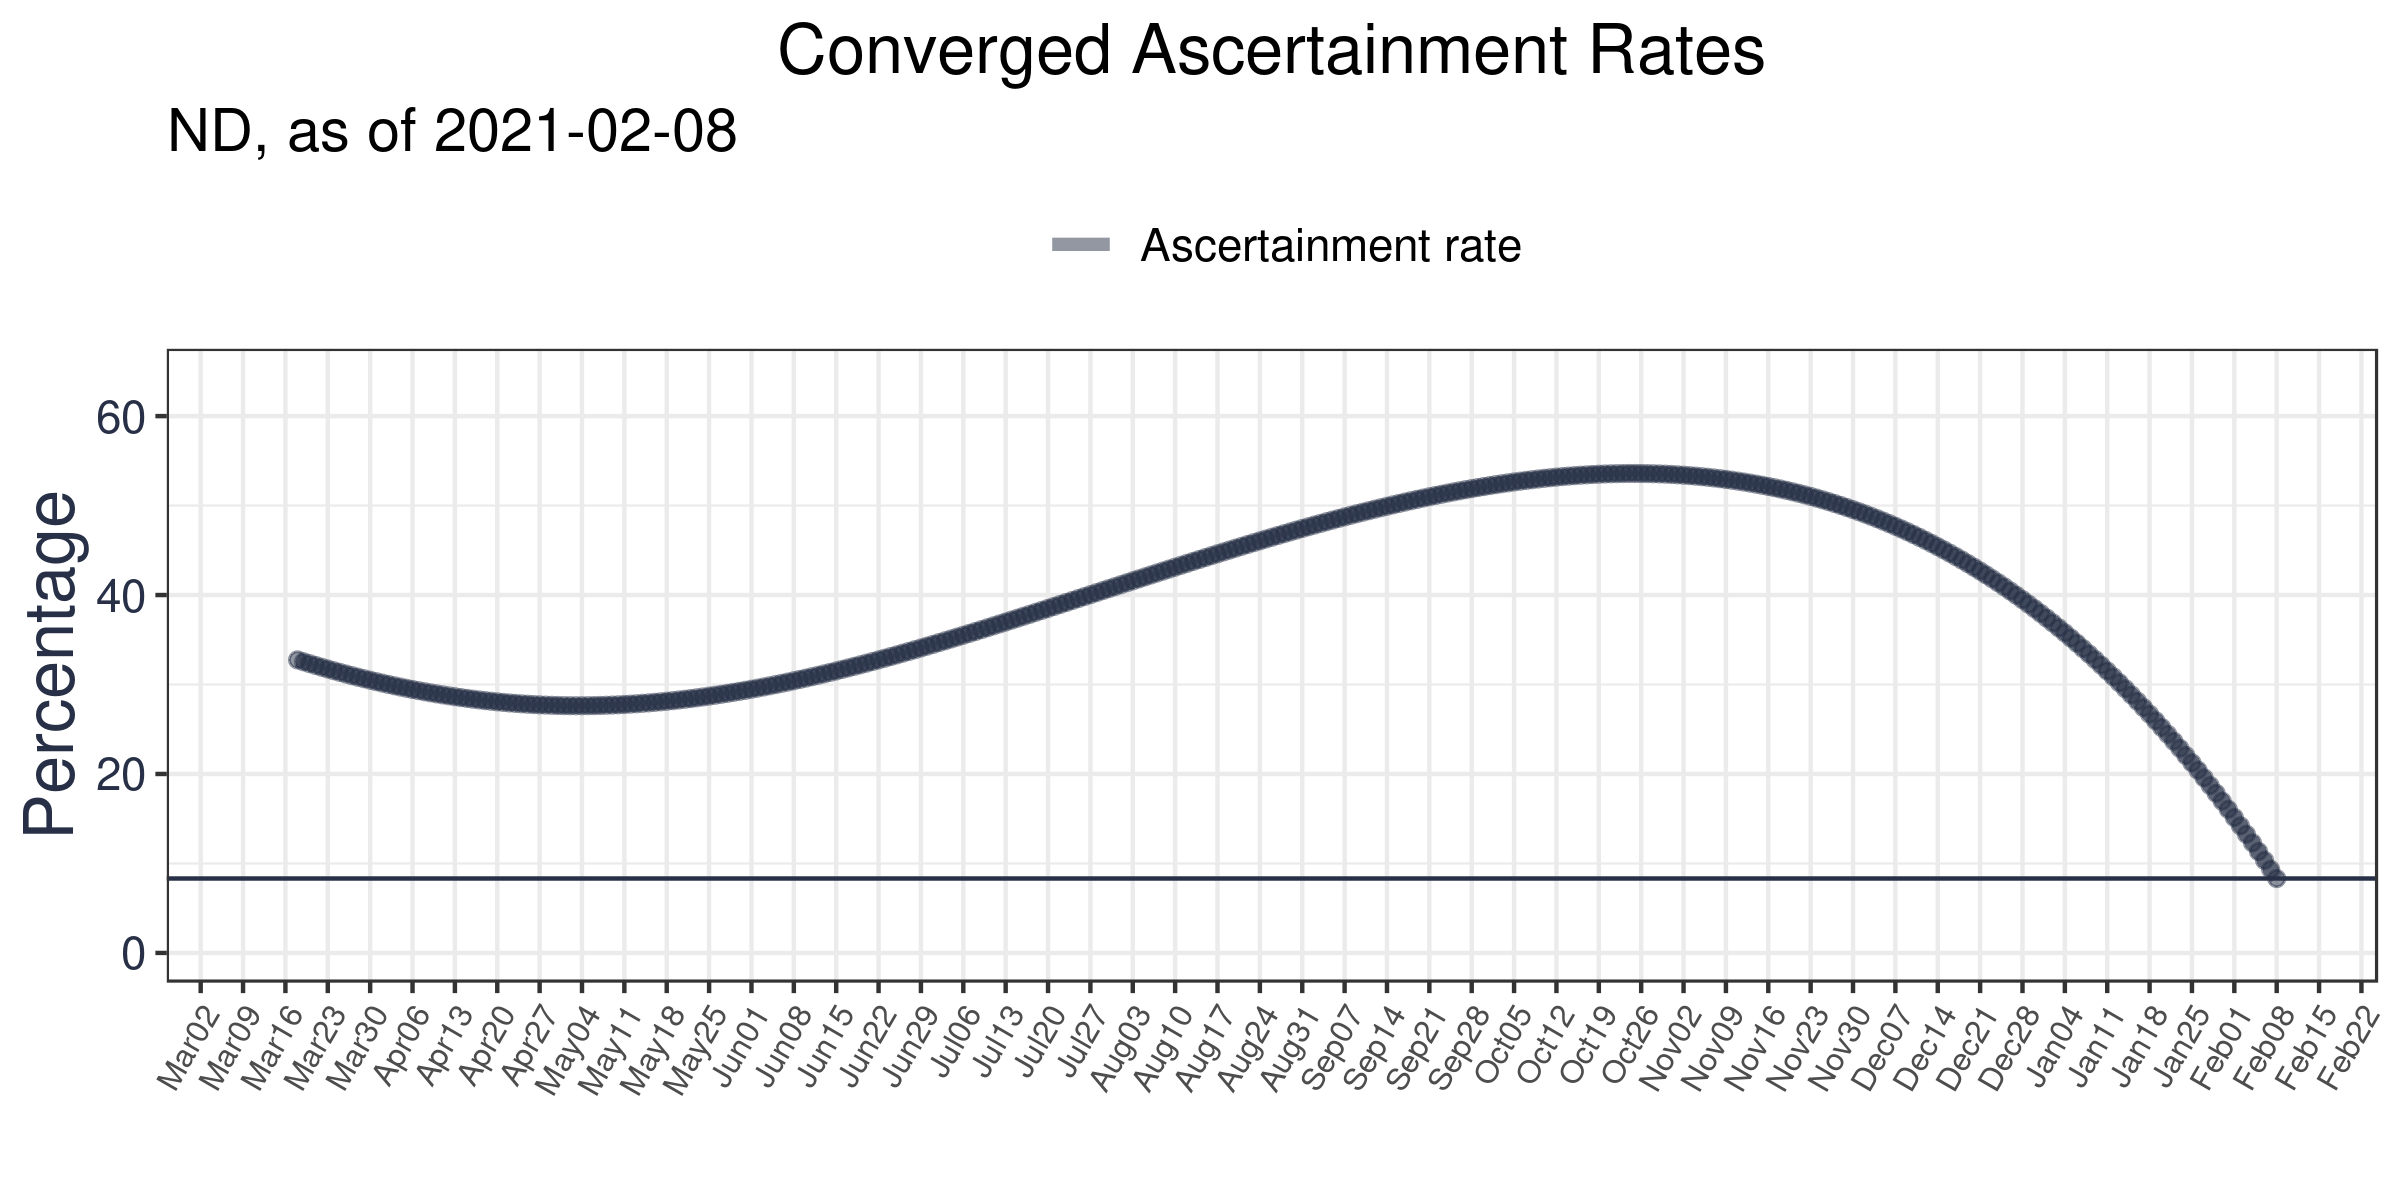 Converged Ascertainment Rates
ND, as of 2021-02-08
Ascertainment rate
Percentage
60
40
20
0
Mar02
Mar09
Mar16
Mar23
Mar30
Apr06
Apr13
Apr20
Apr27
May04
May11
May18
May25
Jun01
Jun08
Jun15
Jun22
Jun29
Jul06
Jul13
Jul20
Jul27
Aug03
Aug10
Aug17
Aug24
Aug31
Sep07
Sep14
Sep21
Sep28
Oct05
Oct12
Oct19
Oct26
Nov02
Nov09
Nov16
Nov23
Nov30
Dec07
Dec14
Dec21
Dec28
Jan04
Jan11
Jan18
Jan25
Feb01
Feb08
Feb15
Feb22